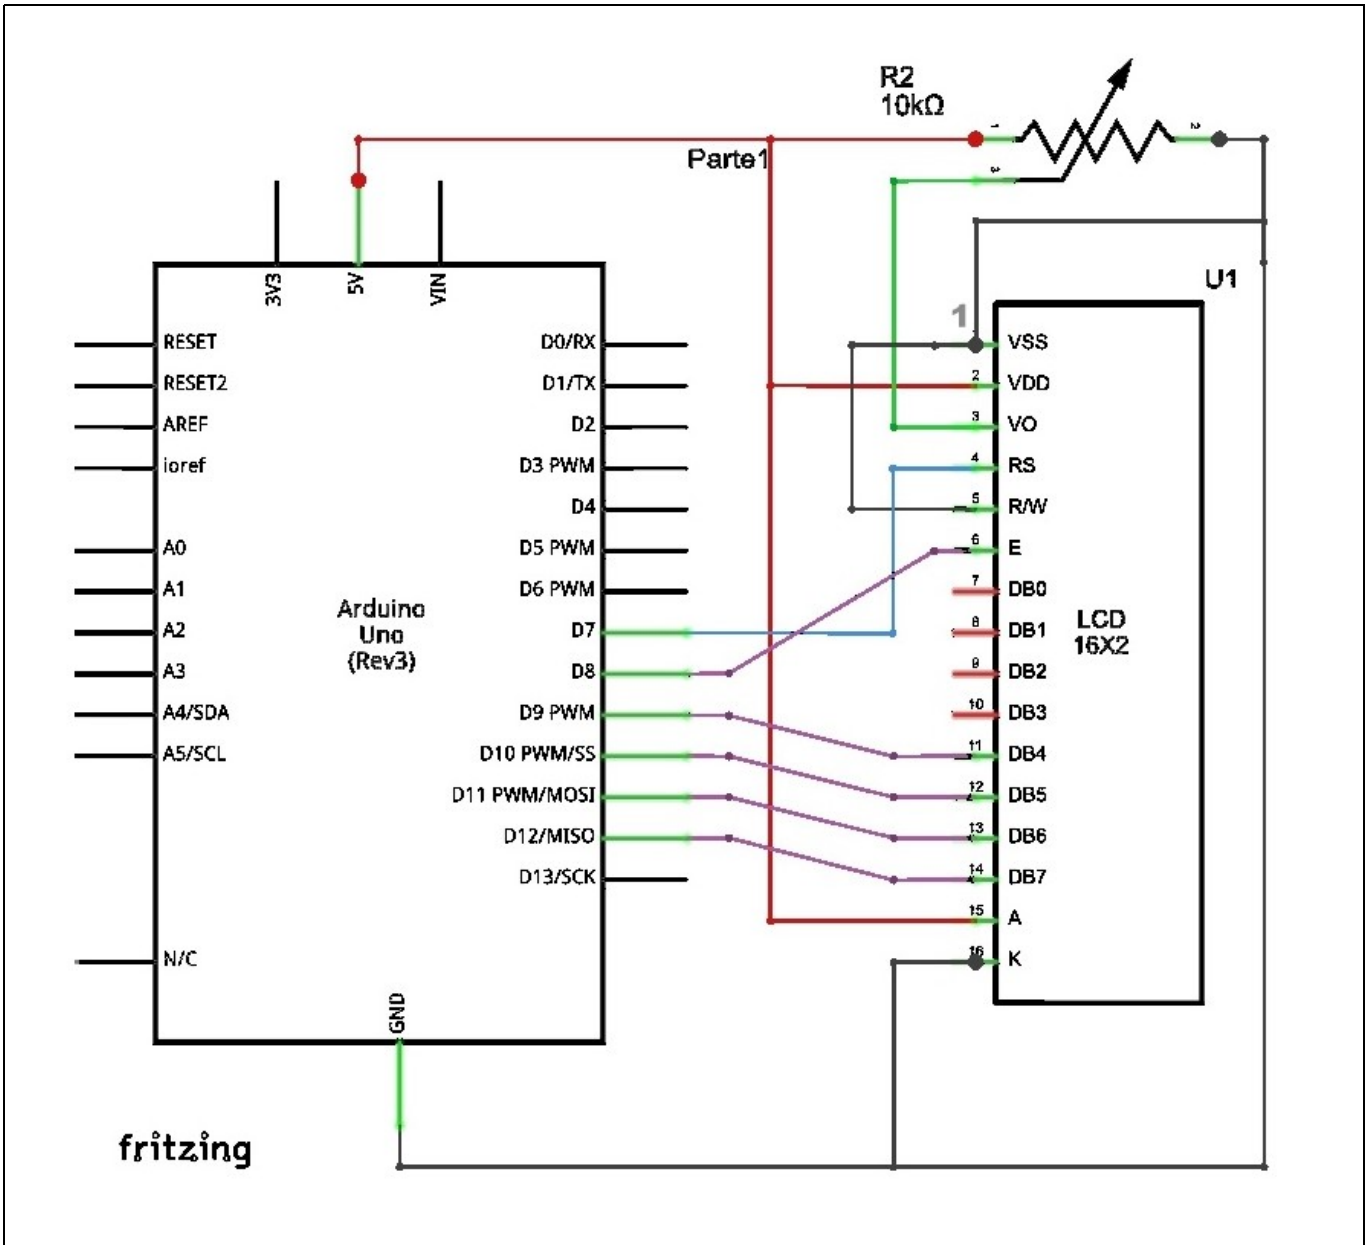 R2
10kΩ
1
2
3
Parte1
3V3
5V
VIN
U1
RESET
RESET2
AREF
ioref
A0
A1
A2
A3
A4/SDA
A5/SCL
N/C
Arduino
Uno
(Rev3)
D0/RX
D1/TX
D2
D3 PWM
D4
D5 PWM
D6 PWM
D7
D8
D9 PWM
D10 PWM/SS
D11 PWM/MOSI
D12/MISO
D13/SCK
GND
1 VSS
2 VDD
3 VO
4 RS
5 R/W
6 E
7 DB0
8 DB1
9 DB2
10 DB3
11 DB4
12 DB5
13 DB6
14 DB7
15 A
16 K
LCD
16X2
fritzing